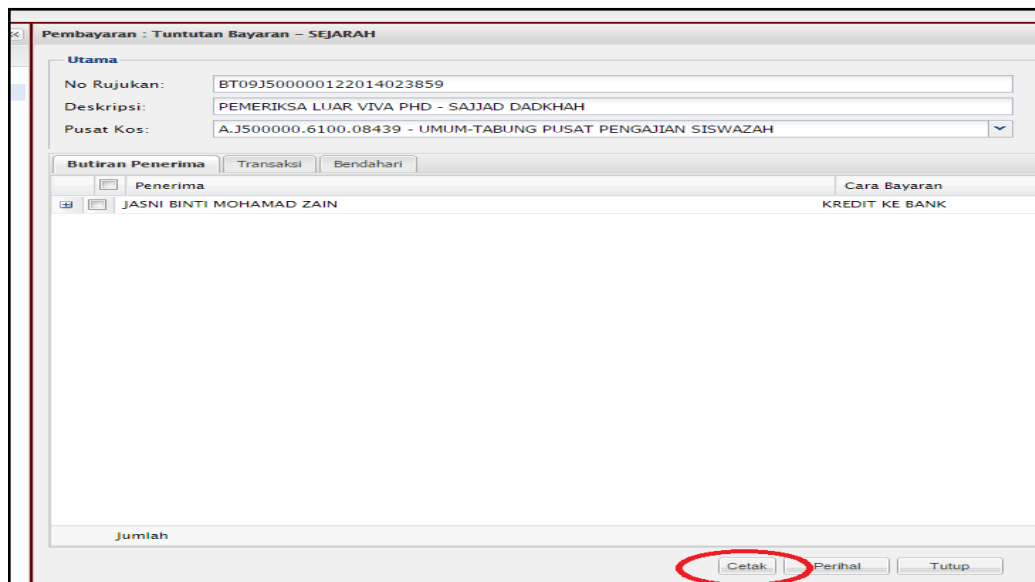 Pembayaran : Tuntutan Bayaran – SEJARAH
Utama
No Rujukan: BT09J500000122014023859
Deskripsi: PEMERIKSA LUAR VIVA PHD - SAJJAD DADKHAH
Pusat Kos: A.J500000.6100.08439 - UMUM-TABUNG PUSAT PENGAJIAN SISWAZAH
Butiran Penerima Transaksi Bendahari
Penerima Cara Bayaran
JASNI BINTI MOHAMAD ZAIN KREDIT KE BANK
Jumlah
Cetak Perihal Tutup